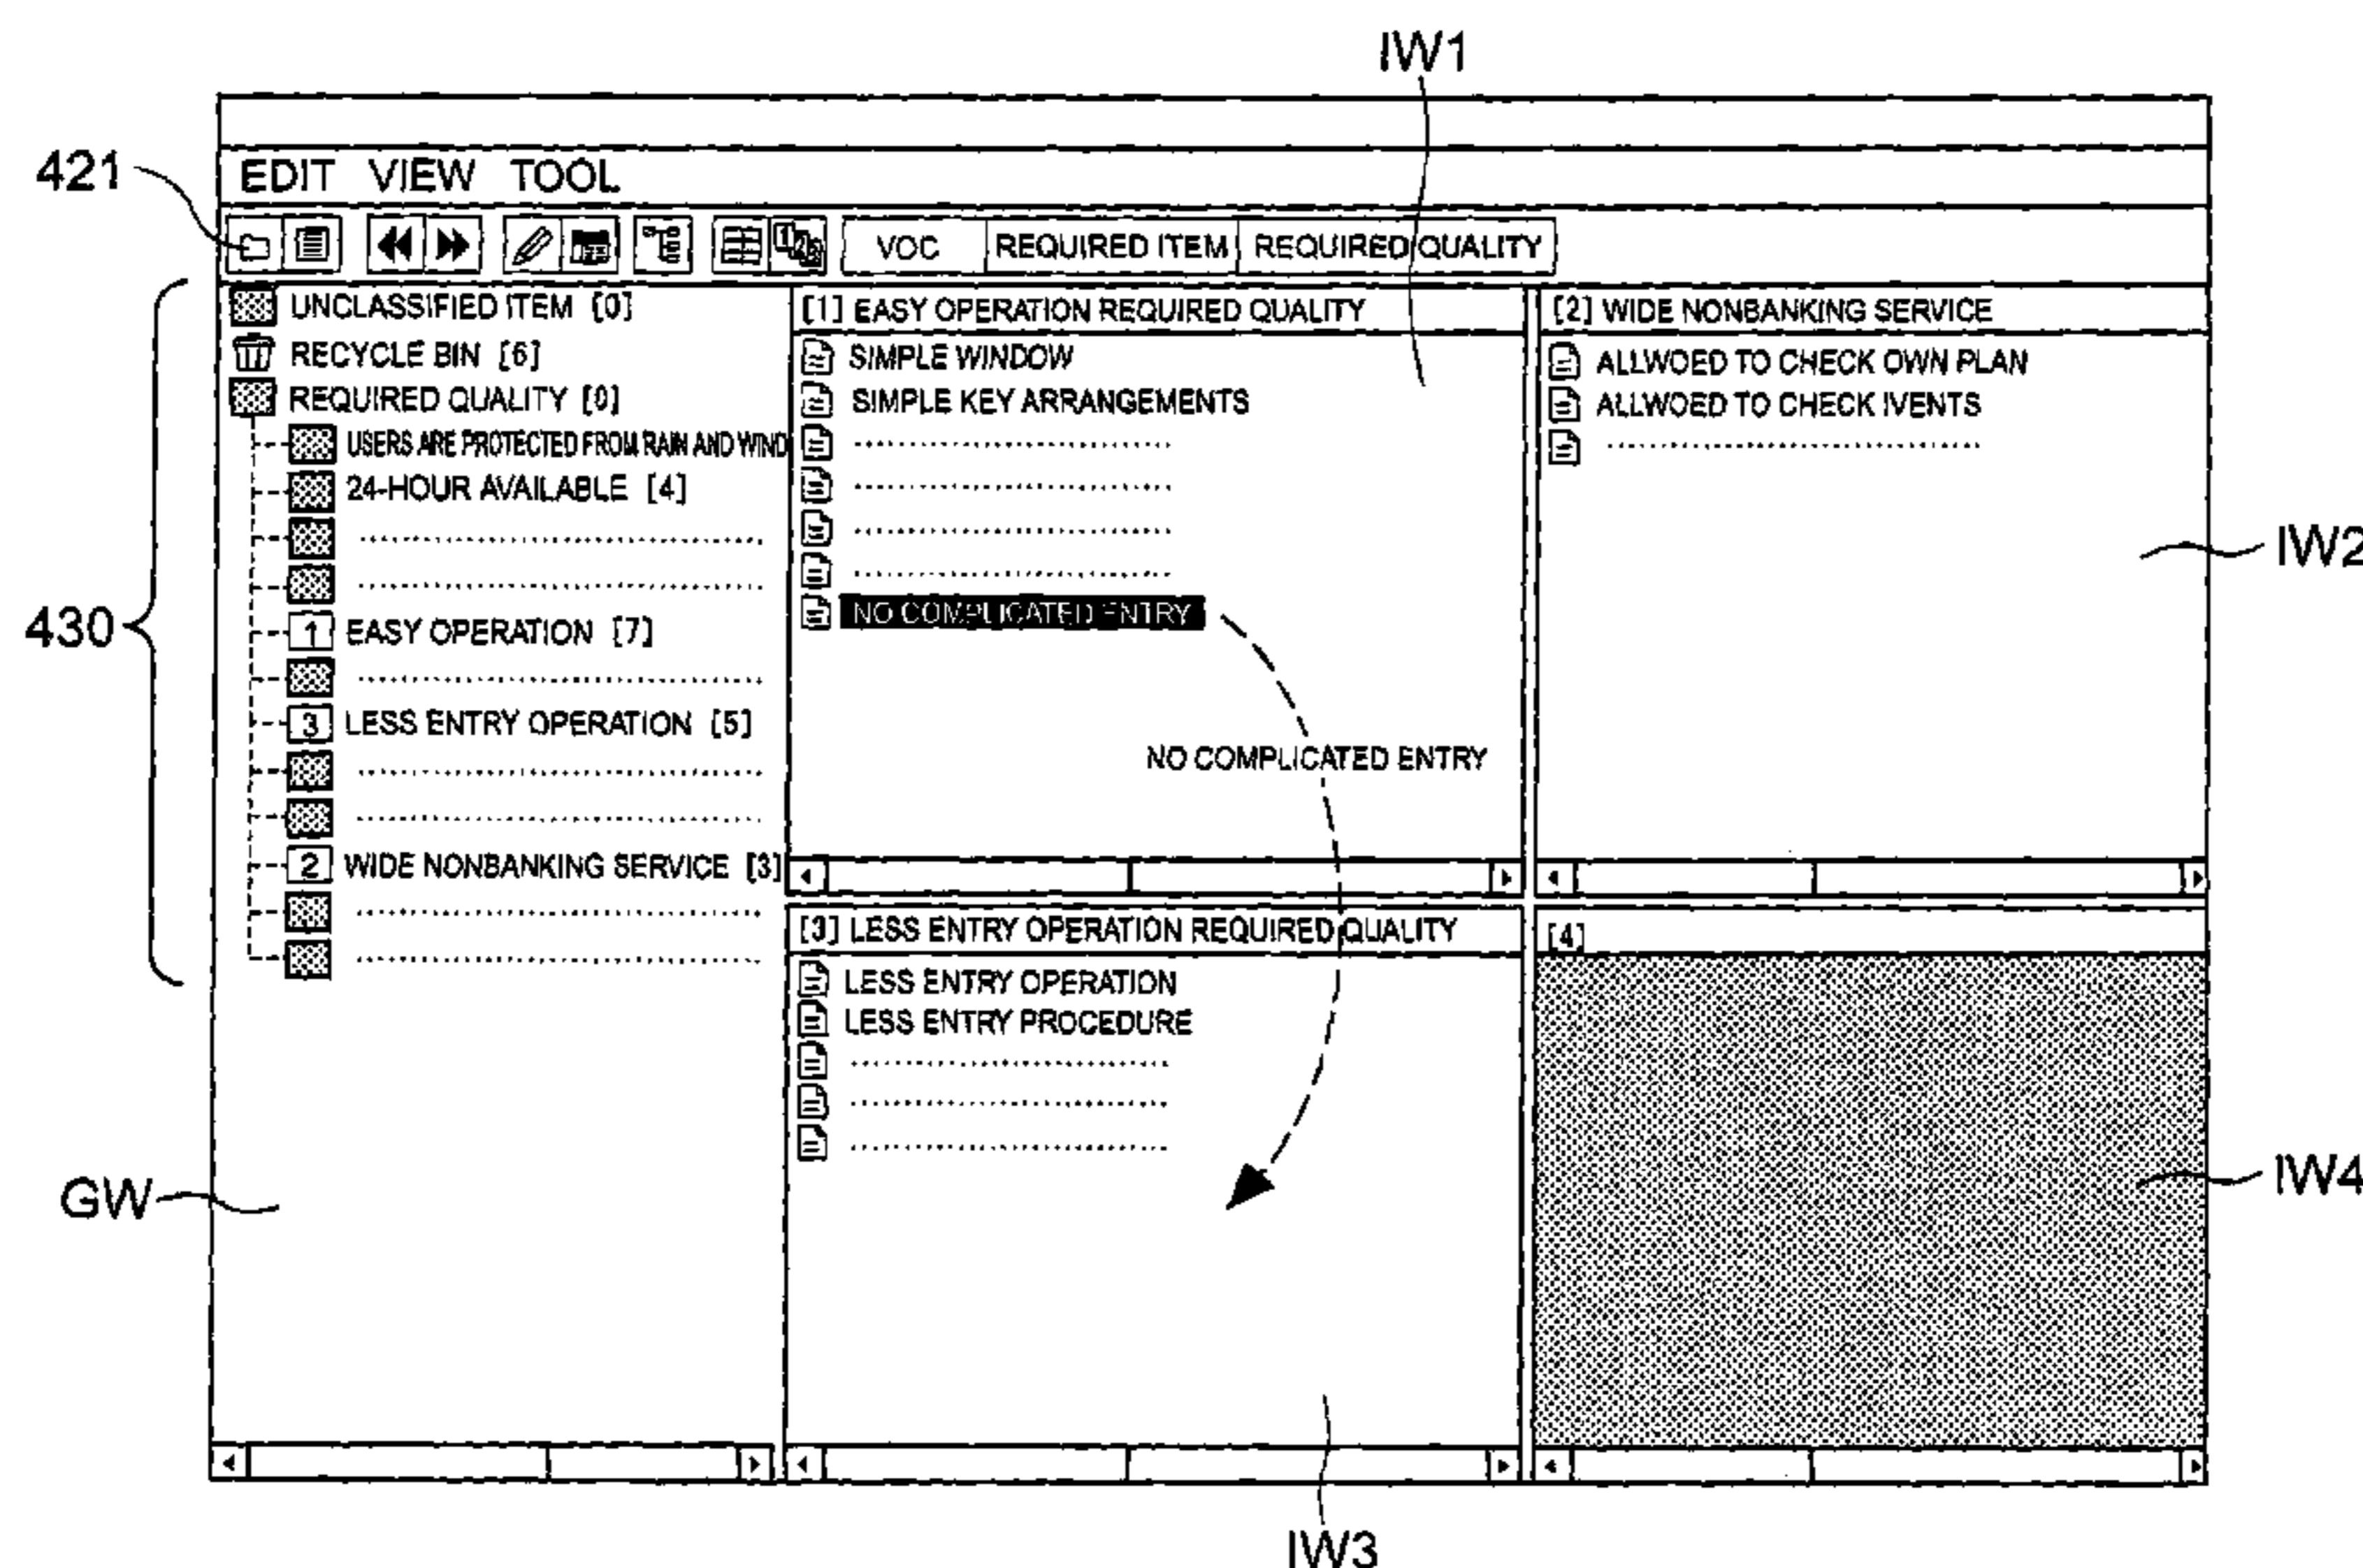 IW1
421
EDIT VIEW TOOL
VOC REQUIRED ITEM REQUIRED QUALITY
430
UNCLASSIFIED ITEM [0]
RECYCLE BIN [6]
REQUIRED QUALITY [0]
USERS ARE PROTECTED FROM RAIN AND WIND
24-HOUR AVAILABLE [4]
1 EASY OPERATION [7]
3 LESS ENTRY OPERATION [5]
2 WIDE NONBANKING SERVICE [3]
GW
[1] EASY OPERATION REQUIRED QUALITY
SIMPLE WINDOW
SIMPLE KEY ARRANGEMENTS
NO COMPLICATED ENTRY
NO COMPLICATED ENTRY
[2] WIDE NONBANKING SERVICE
ALLWOED TO CHECK OWN PLAN
ALLWOED TO CHECK IVENTS
IW2
[3] LESS ENTRY OPERATION REQUIRED QUALITY
LESS ENTRY OPERATION
LESS ENTRY PROCEDURE
[4]
IW4
IW3